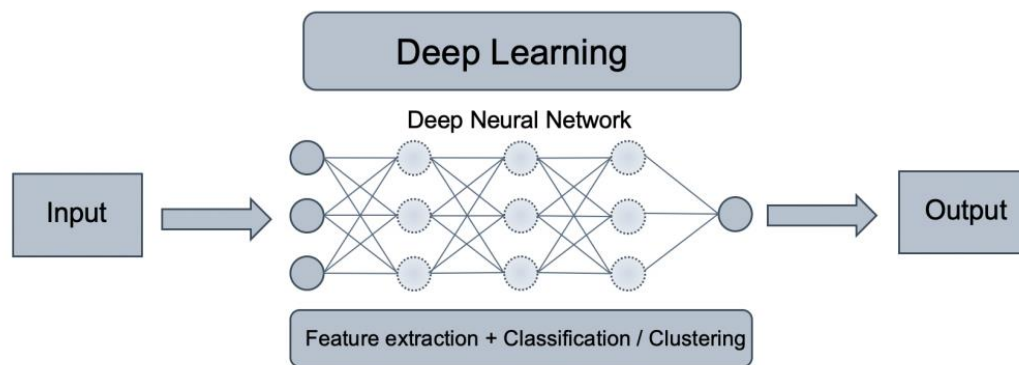 Deep Learning
Deep Neural Network
Input
Output
Feature extraction + Classification / Clustering